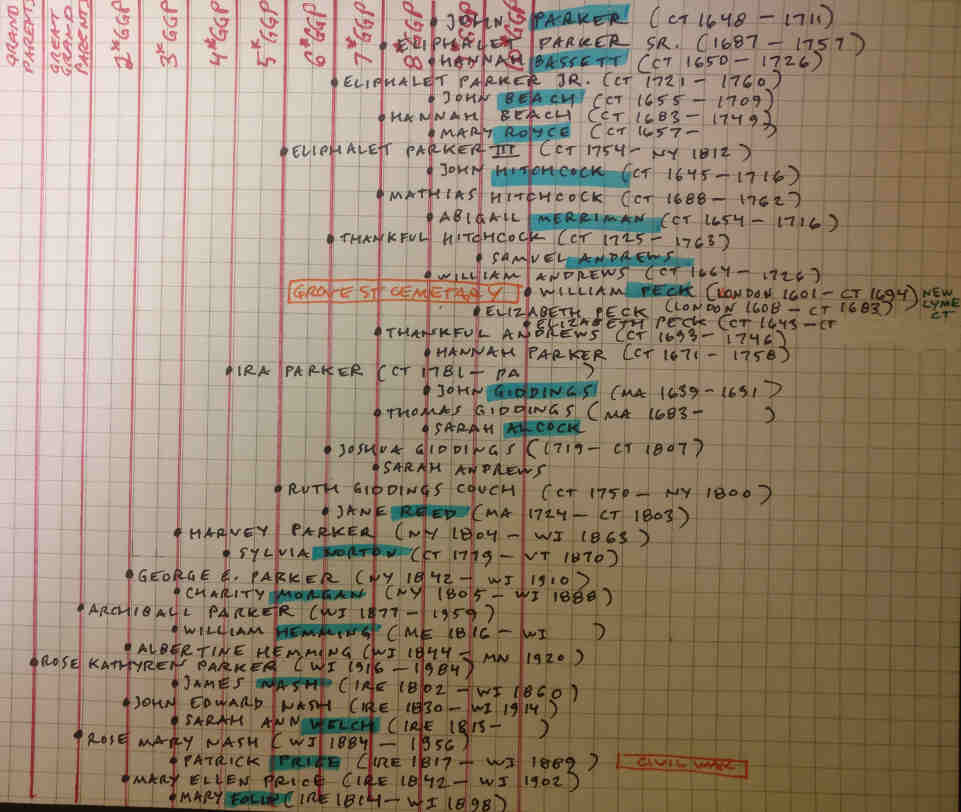 GRAND PARENTS
GREAT GRAND PARENTS
2*GGP
3*GGP
4*GGP
5*GGP
6*GGP
7*GGP
8*GGP
GGP
GGP
JOHN PARKER (CT 1648 - 1711)
ELIPHALET PARKER SR. (1687 - 1757)
HANNAH BASSETT (CT 1650 - 1726)
ELIPHALET PARKER JR. (CT 1721 - 1760)
JOHN BEACH (CT 1655 - 1709)
HANNAH BEACH (CT 1683 - 1749)
MARY ROYCE (CT 1657 - )
ELIPHALET PARKER III (CT 1754 - NY 1812)
JOHN HITCHCOCK (CT 1645 - 1716)
MATHIAS HITCHCOCK (CT 1688 - 1762)
ABIGAIL MERRIMAN (CT 1654 - 1716)
THANKFUL HITCHCOCK (CT 1725 - 1763)
SAMUEL ANDREWS
WILLIAM ANDREWS (CT 1664 - 1726)
GROVE ST CEMETARY
WILLIAM PECK (LONDON 1601 - CT 1694)
ELIZABETH PECK (LONDON 1608 - CT 1683)
NEW LYME CT
ELIZABETH PECK (CT 1643 - CT
THANKFUL ANDREWS (CT 1693 - 1746)
HANNAH PARKER (CT 1671 - 1758)
IRA PARKER (CT 1781 - PA )
JOHN GIDDINGS (MA 1639 - 1691)
THOMAS GIDDINGS (MA 1683 - )
SARAH ALCOCK
JOSHUA GIDDINGS (1719 - CT 1807)
SARAH ANDREWS
RUTH GIDDINGS COUCH (CT 1750 - NY 1800)
JANE REED (MA 1724 - CT 1803)
HARVEY PARKER (NY 1804 - WI 1863)
SYLVIA NORTON (CT 1779 - VT 1870)
GEORGE E. PARKER (NY 1842 - WI 1910)
CHARITY MORGAN (NY 1805 - WI 1888)
ARCHIBALL PARKER (WI 1877 - 1959)
WILLIAM HEMMING (ME 1816 - WI )
ALBERTINE HEMMING (WI 1844 - MN 1920)
ROSE KATHYREN PARKER (WI 1916 - 1984)
JAMES NASH (IRE 1802 - WI 1860)
JOHN EDWARD NASH (IRE 1830 - WI 1914)
SARAH ANN WELCH (IRE 1813 - )
ROSE MARY NASH (WI 1884 - 1956)
PATRICK PRICE (IRE 1817 - WI 1889)
CIVIL WAR
MARY ELLEN PRICE (IRE 1842 - WI 1902)
MARY (IRE 1814 - WI 1898)